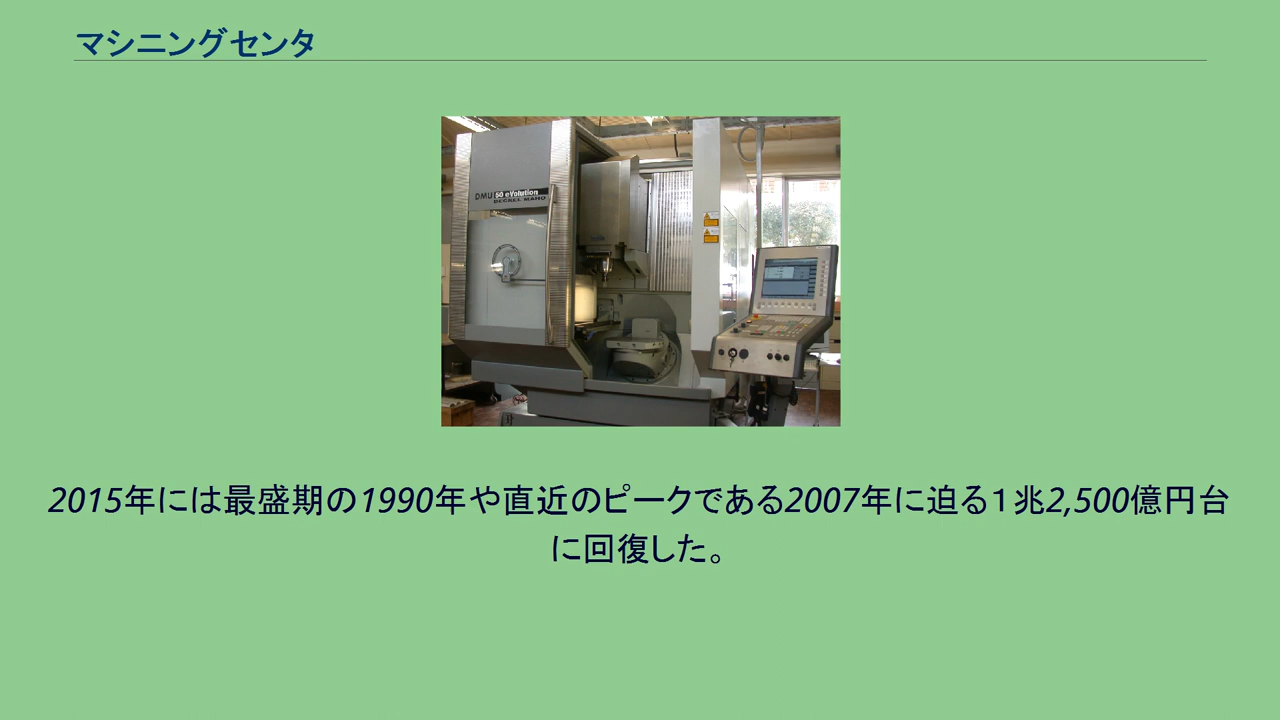 マシニングセンタ
DMU 50 eVolution
DECKEL MAHO
2015年には最盛期の1990年や直近のピークである2007年に迫る１兆2,500億円台
に回復した。